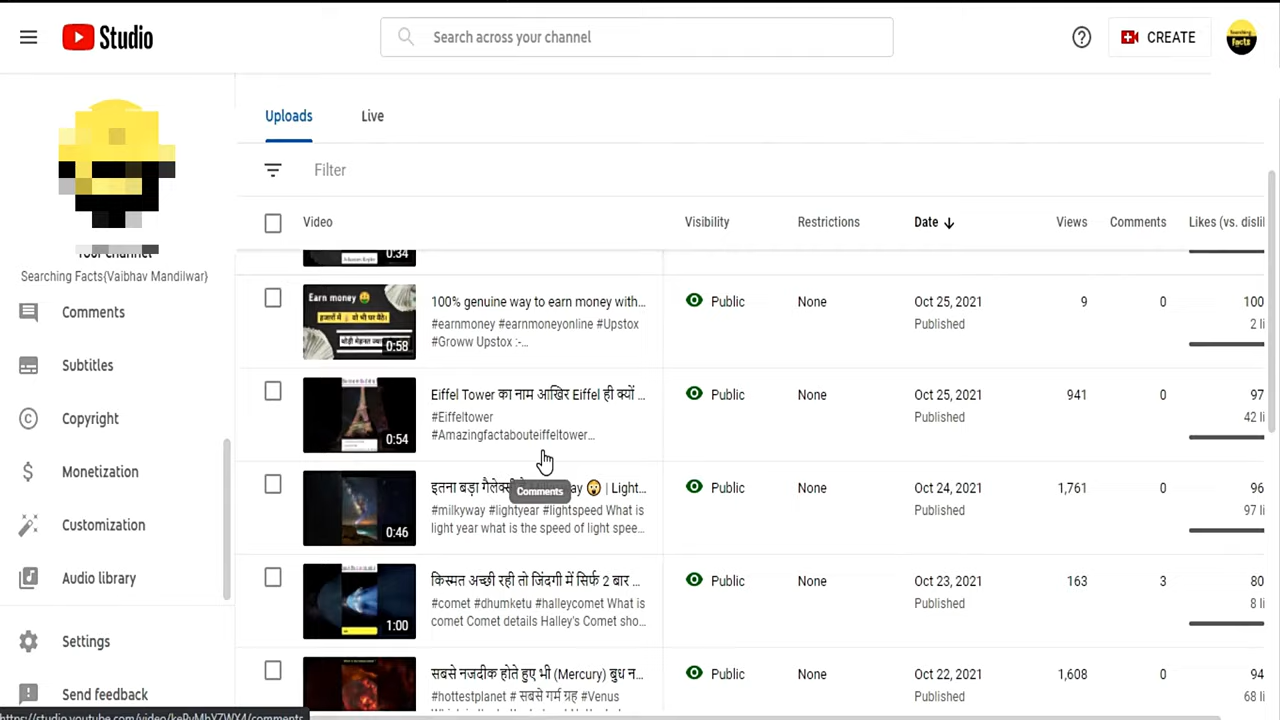 Studio
Search across your channel
CREATE
Uploads Live
Filter
Video Visibility Restrictions Date Views Comments Likes (vs. disli
Your channel
Searching Facts{Vaibhav Mandilwar}
Comments
Subtitles
Copyright
Monetization
Customization
Audio library
Settings
Send feedback
0:34
Earn money
0:58
100% genuine way to earn money with... Public None Oct 25, 2021 9 0 100
#earnmoney #earnmoneyonline #Upstox Published 2 li
#Groww Upstox :-...
0:54
Eiffel Tower का नाम आखिर Eiffel ही क्यों ... Public None Oct 25, 2021 941 0 97
#Eiffeltower Published 42 li
#Amazingfactabouteiffeltower...
Comments
0:46
इतना बड़ा ay 😲 | Light... Public None Oct 24, 2021 1,761 0 96
#milkyway #lightyear #lightspeed What is Published 97 li
light year what is the speed of light spee...
1:00
किस्मत अच्छी रही तो जिंदगी में सिर्फ 2 बार ... Public None Oct 23, 2021 163 3 80
#comet #dhumketu #halleycomet What is Published 8 li
comet Comet details Halley's Comet sho...
सबसे नजदीक होते हुए भी (Mercury) बुध न... Public None Oct 22, 2021 1,608 0 94
#hottestplanet # सबसे गर्म ग्रह #Venus Published 68 li